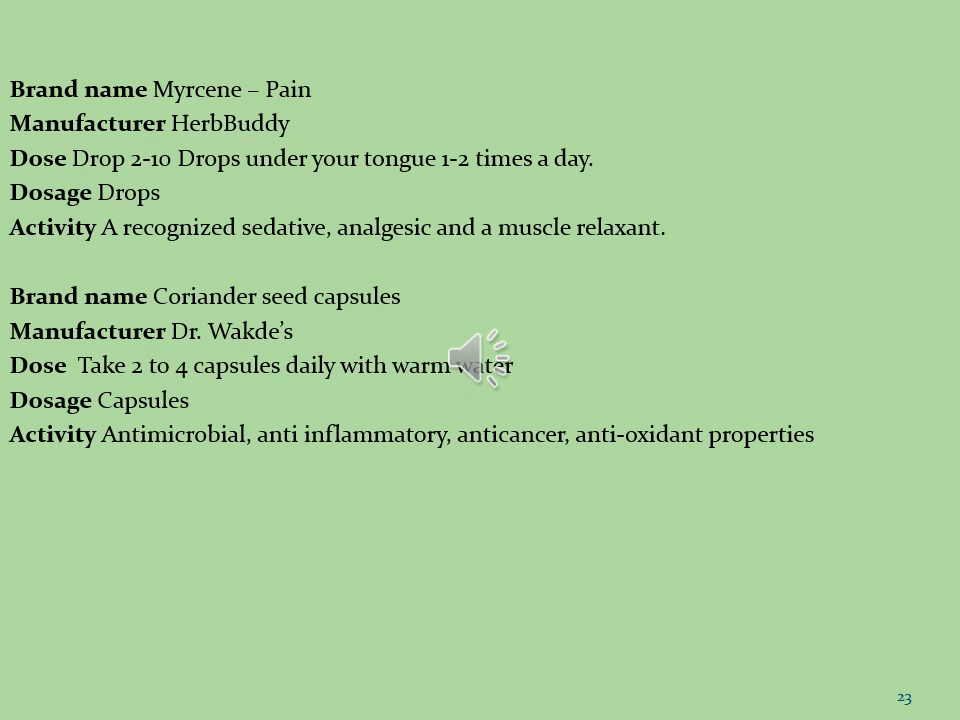 Brand name Myrcene – Pain
Manufacturer HerbBuddy
Dose Drop 2-10 Drops under your tongue 1-2 times a day.
Dosage Drops
Activity A recognized sedative, analgesic and a muscle relaxant.
Brand name Coriander seed capsules
Manufacturer Dr. Wakde’s
Dose Take 2 to 4 capsules daily with warm water
Dosage Capsules
Activity Antimicrobial, anti inflammatory, anticancer, anti-oxidant properties
23